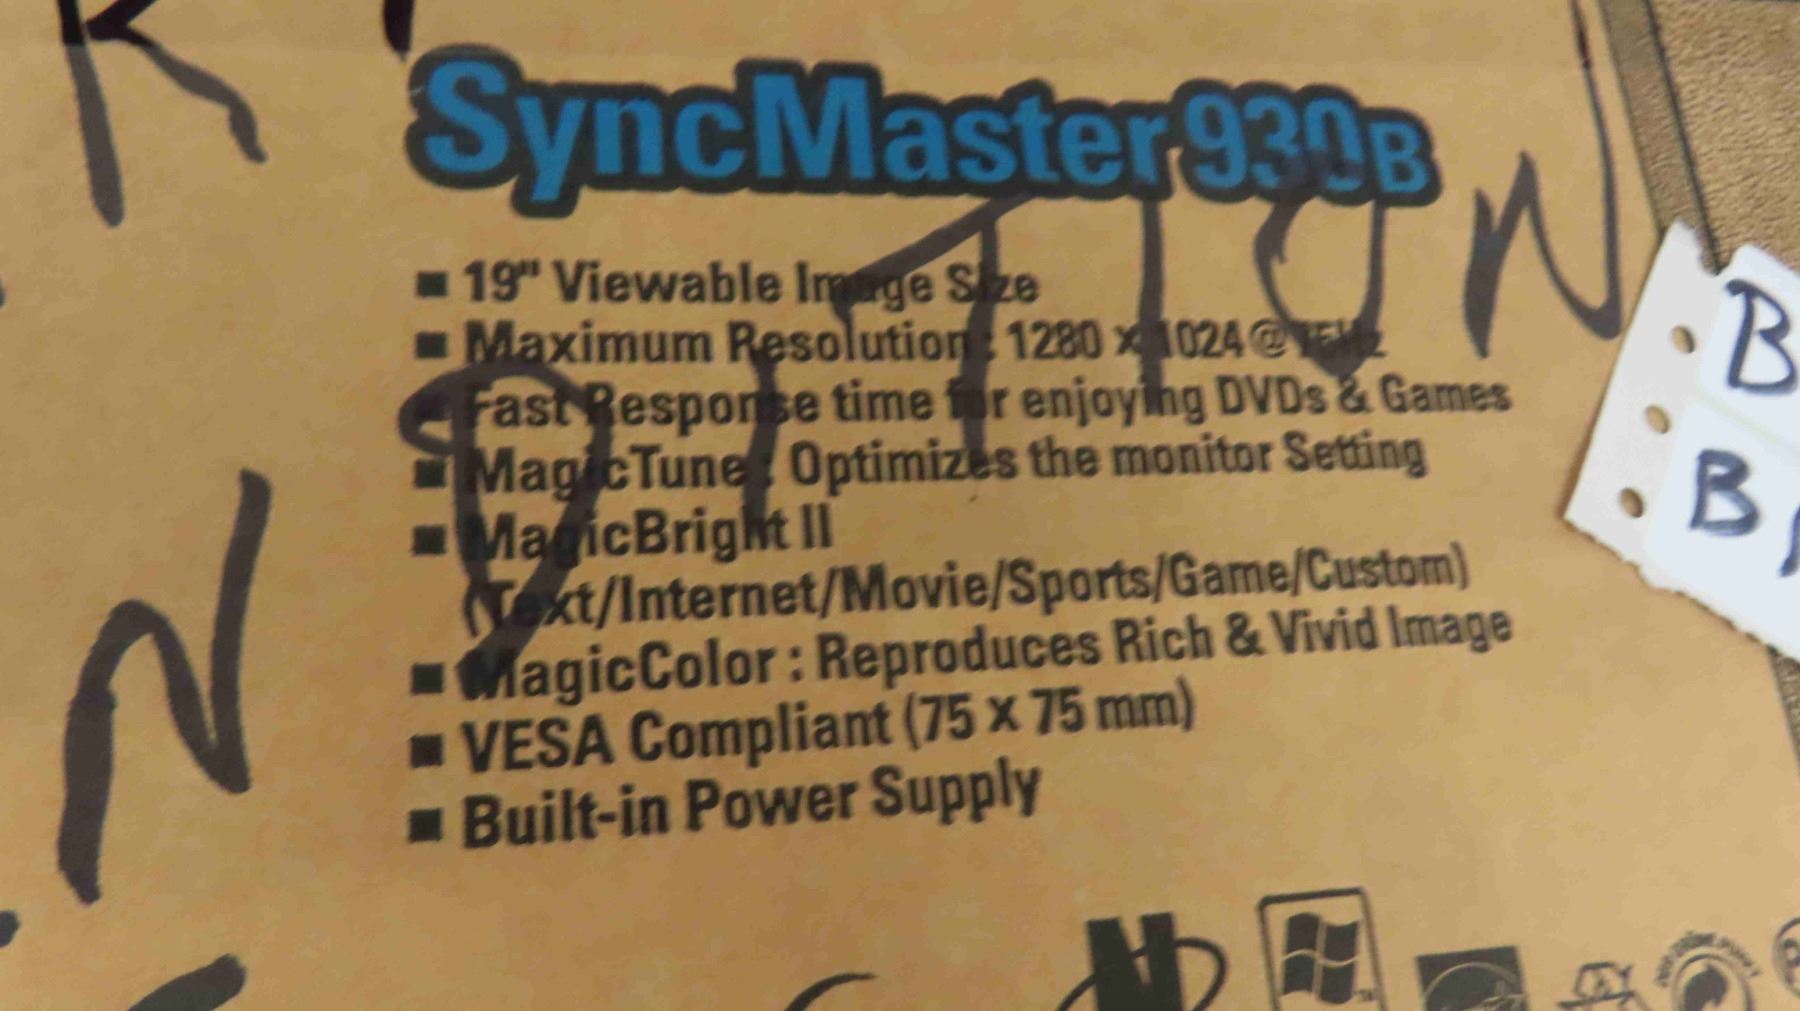 SyncMaster 930B
■ 19" Viewable Image Size
■ Maximum Resolution : 1280 x 1024 @ 75Hz
■ Fast Response time for enjoying DVDs & Games
■ MagicTune : Optimizes the monitor Setting
■ MagicBright II
(Text/Internet/Movie/Sports/Game/Custom)
■ MagicColor : Reproduces Rich & Vivid Image
■ VESA Compliant (75 x 75 mm)
■ Built-in Power Supply
DITION
N
B
B